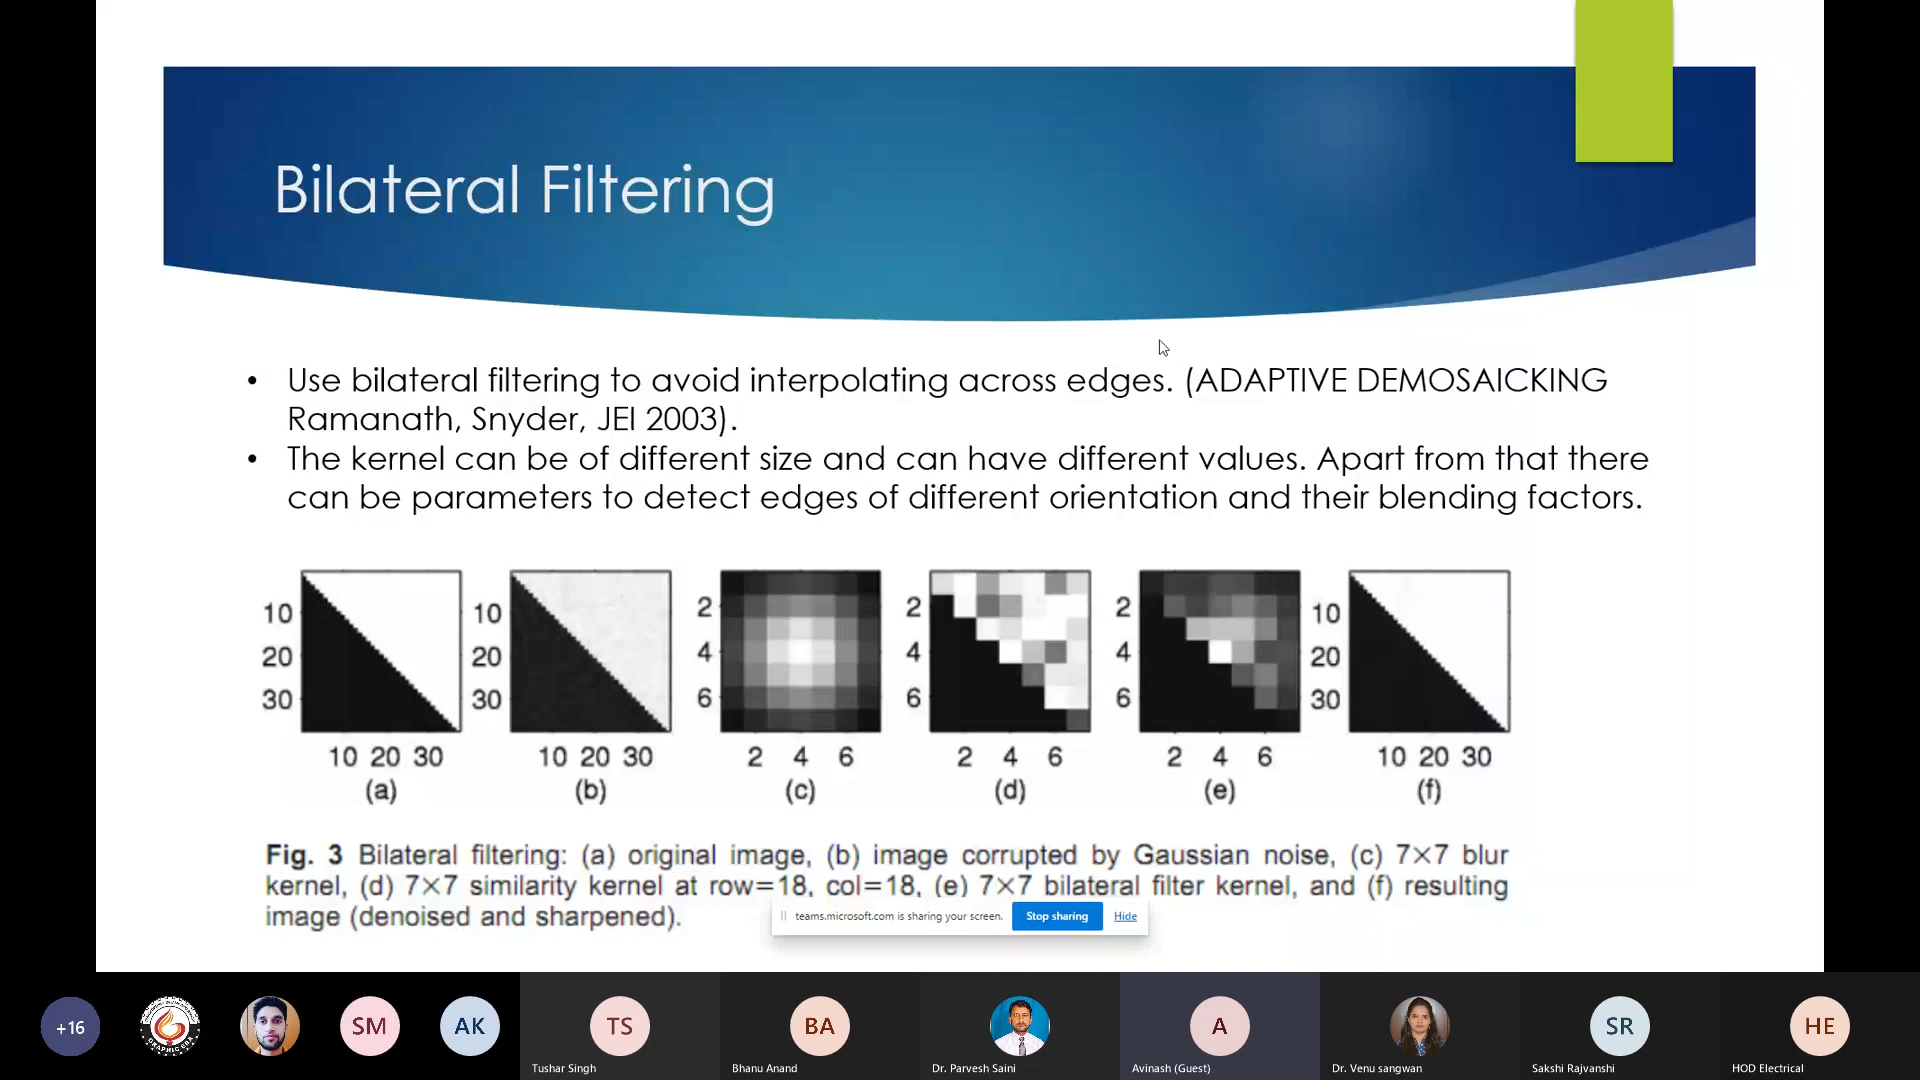 Bilateral Filtering
• Use bilateral filtering to avoid interpolating across edges. (ADAPTIVE DEMOSAICKING
Ramanath, Snyder, JEI 2003).
• The kernel can be of different size and can have different values. Apart from that there
can be parameters to detect edges of different orientation and their blending factors.
10 10 2 2 2 10
20 20 4 4 4 20
30 30 6 6 6 30
10 20 30 10 20 30 2 4 6 2 4 6 2 4 6 10 20 30
(a) (b) (c) (d) (e) (f)
Fig. 3 Bilateral filtering: (a) original image, (b) image corrupted by Gaussian noise, (c) 7×7 blur
kernel, (d) 7×7 similarity kernel at row=18, col=18, (e) 7×7 bilateral filter kernel, and (f) resulting
image (denoised and sharpened).
teams.microsoft.com is sharing your screen. Stop sharing Hide
+16 SM AK TS BA A SR HE
GRAPHIC ERA
Tushar Singh Bhanu Anand Dr. Parvesh Saini Avinash (Guest) Dr. Venu sangwan Sakshi Rajvanshi HOD Electrical